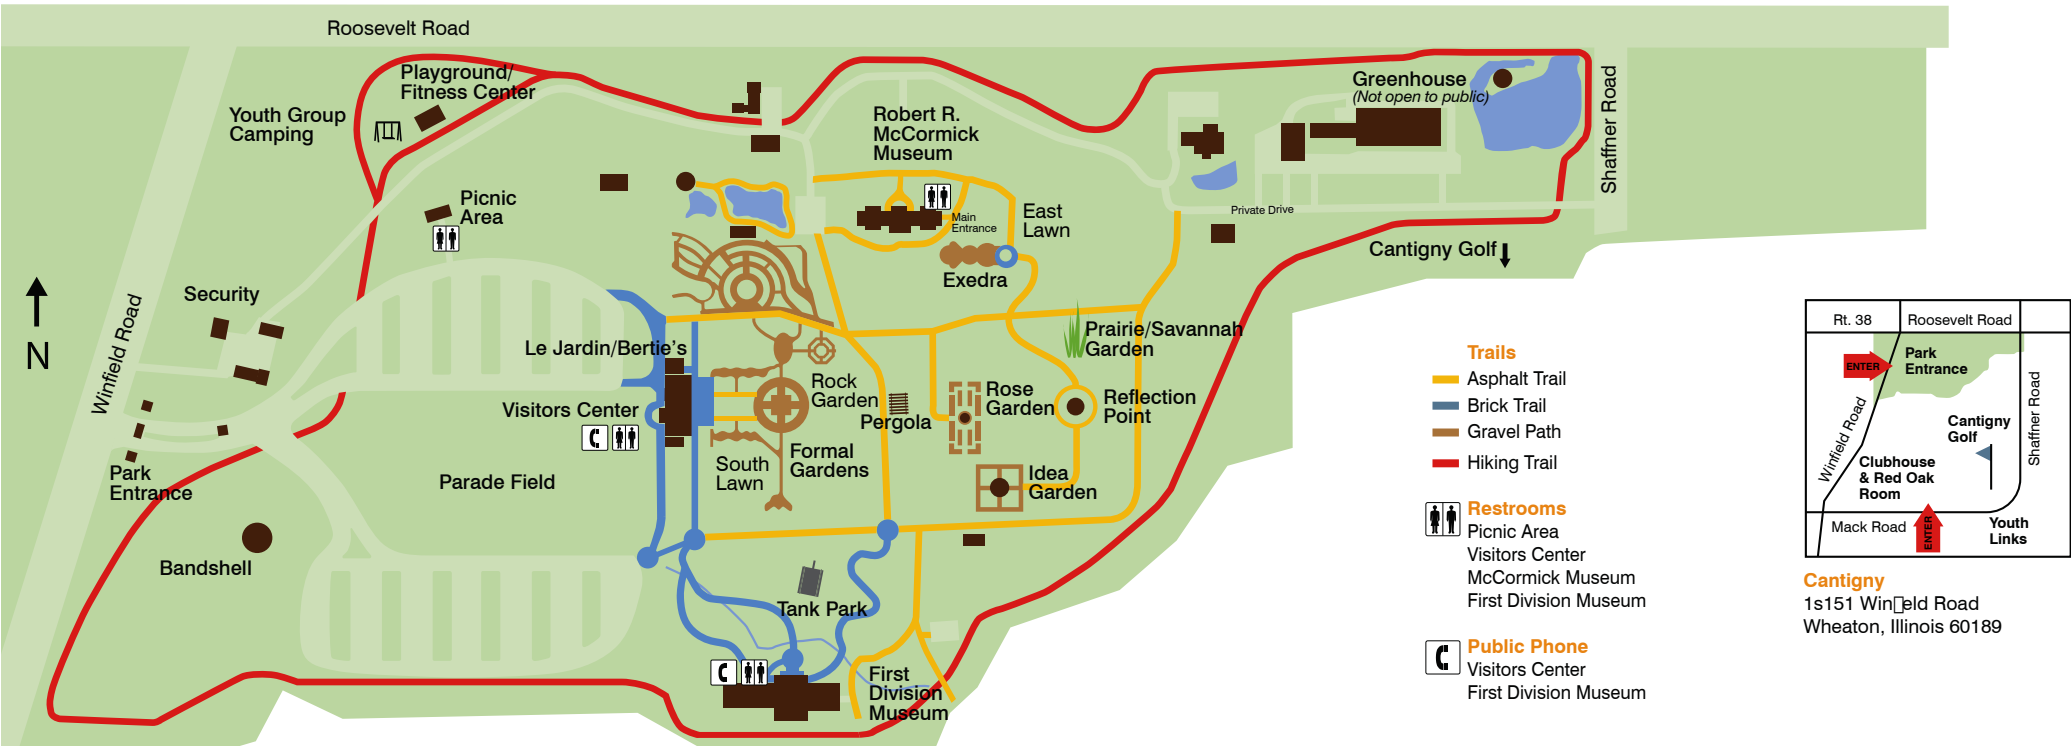 Roosevelt Road
Playground/
Fitness Center
Youth Group
Camping
Picnic
Area
Security
Winfield Road
N
Park
Entrance
Bandshell
Parade Field
Le Jardin/Bertie's
Visitors Center
South
Lawn
Formal
Gardens
Rock
Garden
Pergola
Tank Park
First
Division
Museum
Robert R.
McCormick
Museum
Main
Entrance
East
Lawn
Exedra
Prairie/Savannah
Garden
Rose
Garden
Reflection
Point
Idea
Garden
Greenhouse
(Not open to public)
Shaffner Road
Private Drive
Cantigny Golf
Trails
Asphalt Trail
Brick Trail
Gravel Path
Hiking Trail
Restrooms
Picnic Area
Visitors Center
McCormick Museum
First Division Museum
Public Phone
Visitors Center
First Division Museum
Rt. 38
Roosevelt Road
ENTER
Park
Entrance
Winfield Road
Shaffner Road
Cantigny
Golf
Clubhouse
& Red Oak
Room
Mack Road
ENTER
Youth
Links
Cantigny
1s151 Win□eld Road
Wheaton, Illinois 60189